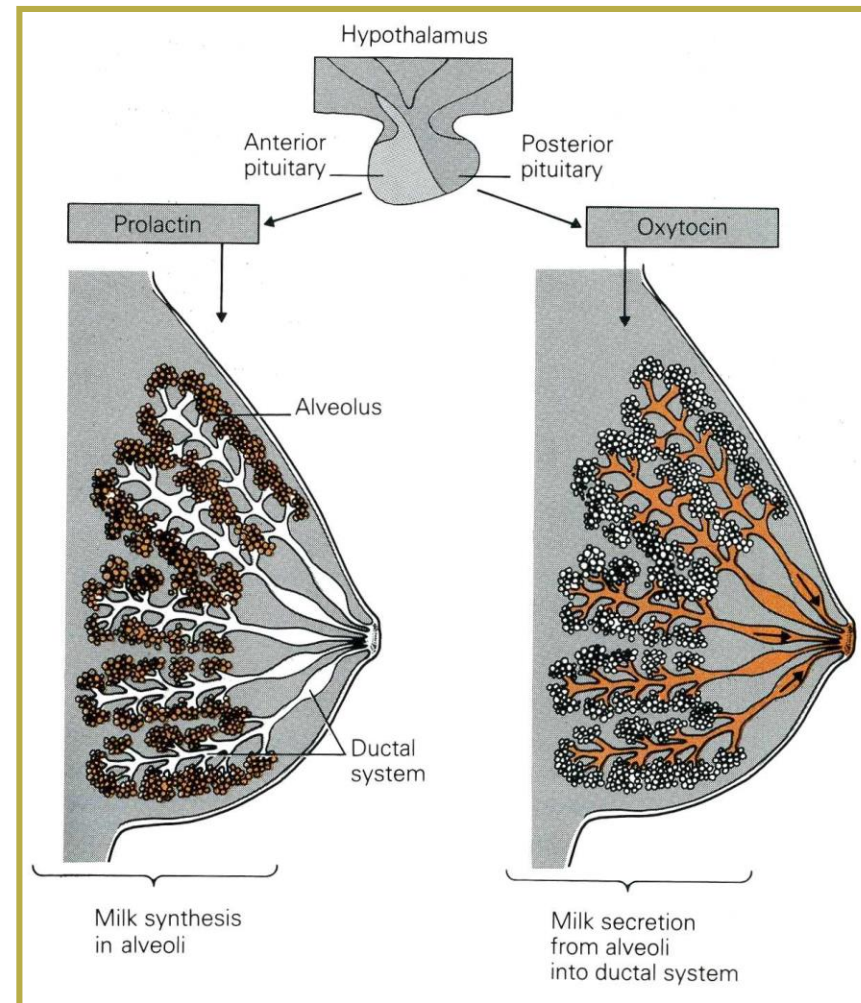 Hypothalamus
Anterior
pituitary
Posterior
pituitary
Prolactin
Oxytocin
Alveolus
Ductal
system
Milk synthesis
in alveoli
Milk secretion
from alveoli
into ductal system